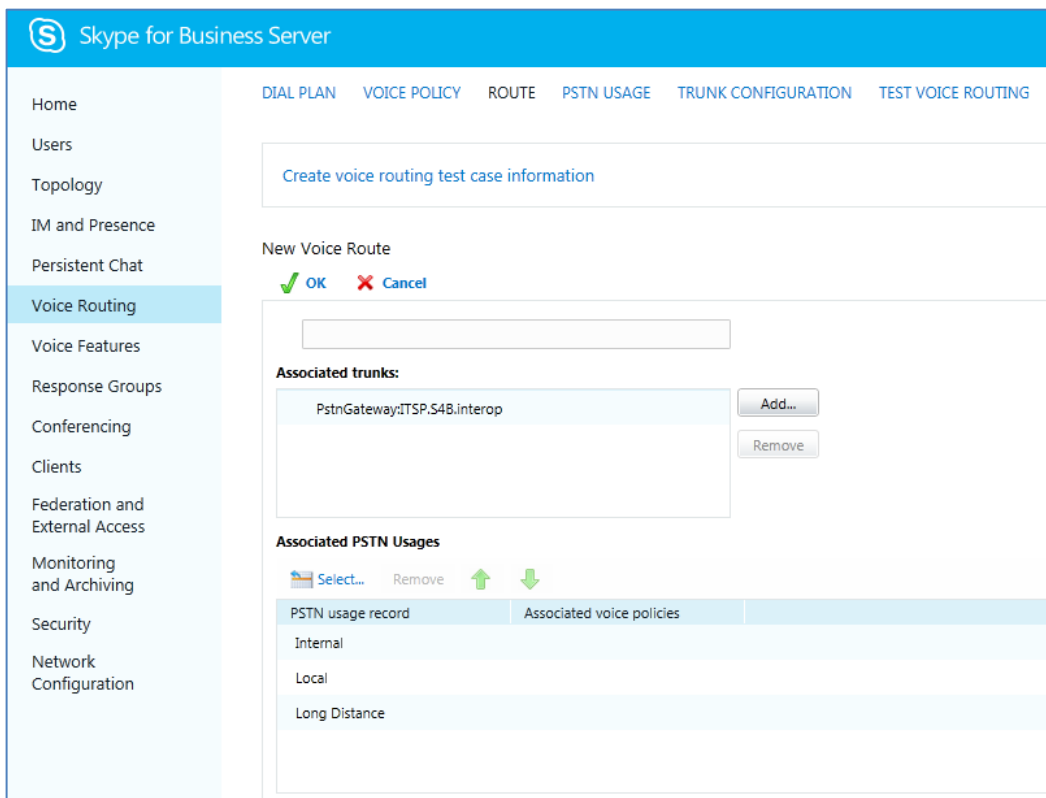 Skype for Business Server
Home
Users
Topology
IM and Presence
Persistent Chat
Voice Routing
Voice Features
Response Groups
Conferencing
Clients
Federation and
External Access
Monitoring
and Archiving
Security
Network
Configuration
DIAL PLAN VOICE POLICY ROUTE PSTN USAGE TRUNK CONFIGURATION TEST VOICE ROUTING
Create voice routing test case information
New Voice Route
OK Cancel
Associated trunks:
PstnGateway:ITSP.S4B.interop
Add...
Remove
Associated PSTN Usages
Select... Remove
PSTN usage record Associated voice policies
Internal
Local
Long Distance